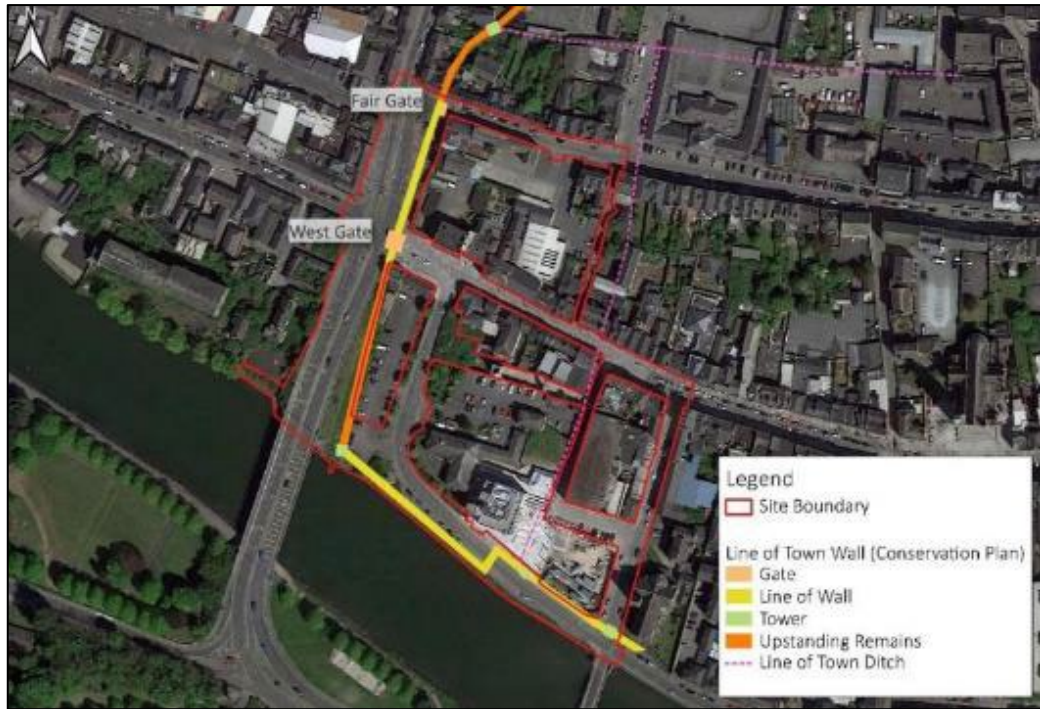 N
Fair Gate
West Gate
Legend
Site Boundary
Line of Town Wall (Conservation Plan)
Gate
Line of Wall
Tower
Upstanding Remains
Line of Town Ditch